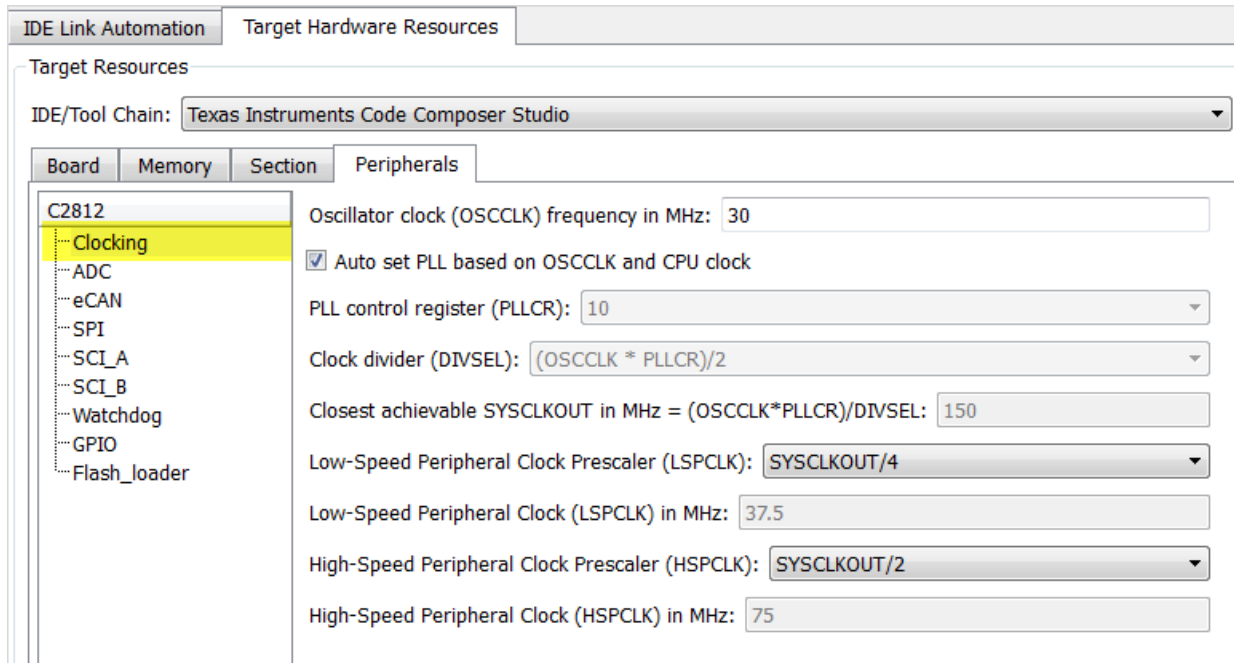 IDE Link Automation Target Hardware Resources
Target Resources
IDE/Tool Chain: Texas Instruments Code Composer Studio
Board Memory Section Peripherals
C2812
Clocking
ADC
eCAN
SPI
SCI_A
SCI_B
Watchdog
GPIO
Flash_loader
Oscillator clock (OSCCLK) frequency in MHz: 30
Auto set PLL based on OSCCLK and CPU clock
PLL control register (PLLCR): 10
Clock divider (DIVSEL): (OSCCLK * PLLCR)/2
Closest achievable SYSCLKOUT in MHz = (OSCCLK*PLLCR)/DIVSEL: 150
Low-Speed Peripheral Clock Prescaler (LSPCLK): SYSCLKOUT/4
Low-Speed Peripheral Clock (LSPCLK) in MHz: 37.5
High-Speed Peripheral Clock Prescaler (HSPCLK): SYSCLKOUT/2
High-Speed Peripheral Clock (HSPCLK) in MHz: 75